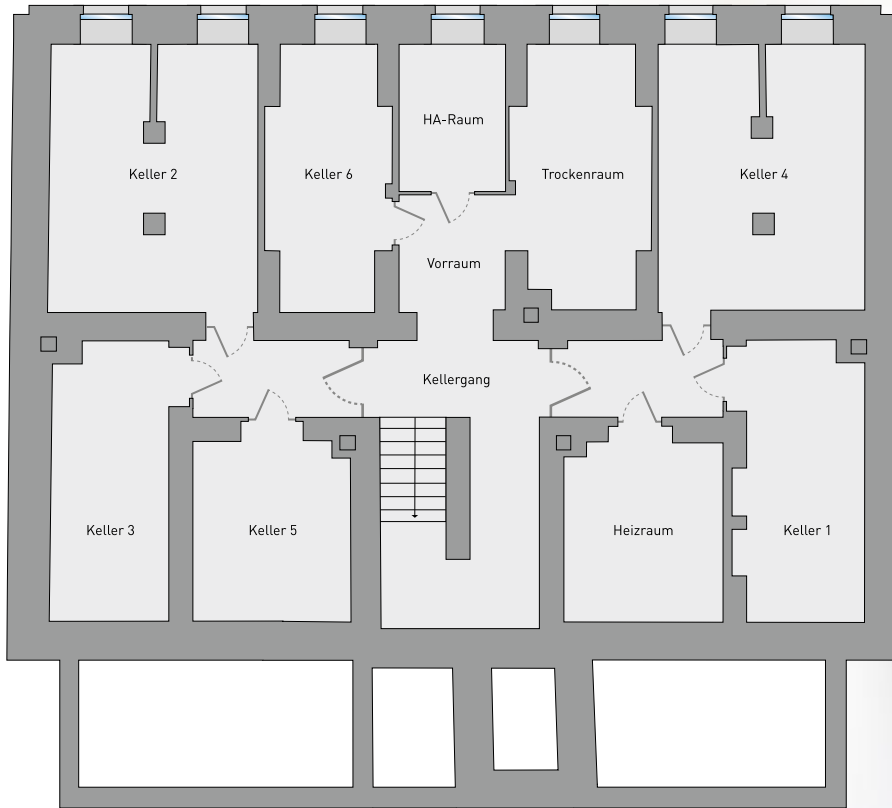 HA-Raum
Keller 2
Keller 6
Trockenraum
Keller 4
Vorraum
Kellergang
Keller 3
Keller 5
Heizraum
Keller 1